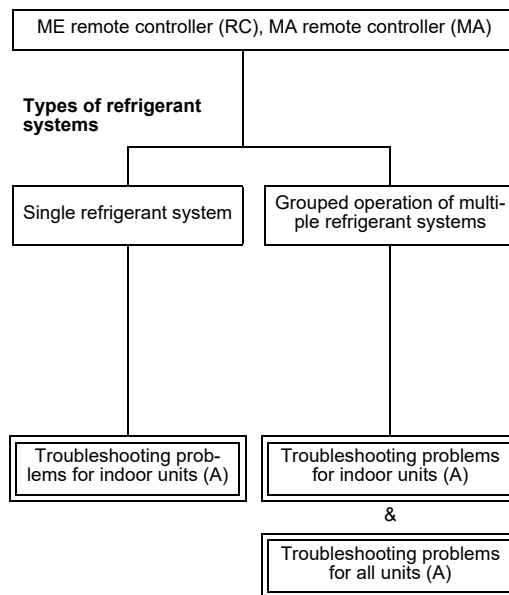 ME remote controller (RC), MA remote controller (MA)
Types of refrigerant
systems
Single refrigerant system
Grouped operation of multi-
ple refrigerant systems
Troubleshooting prob-
lems for indoor units (A)
Troubleshooting problems
for indoor units (A)
&
Troubleshooting problems
for all units (A)